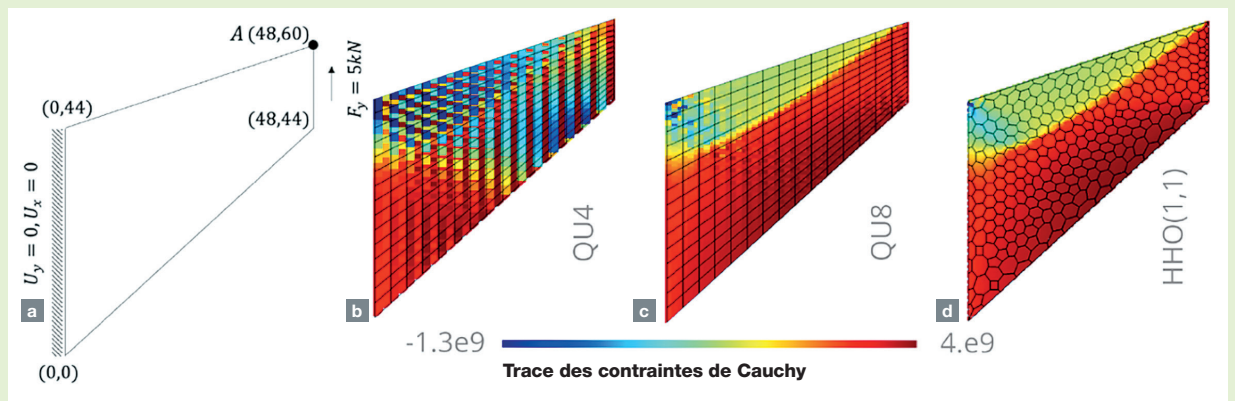 A (48,60)
F_y = 5kN
(0,44)
(48,44)
U_y = 0, U_x = 0
(0,0)
a
b
QU4
c
QU8
d
HHO(1,1)
-1.3e9
4.e9
Trace des contraintes de Cauchy